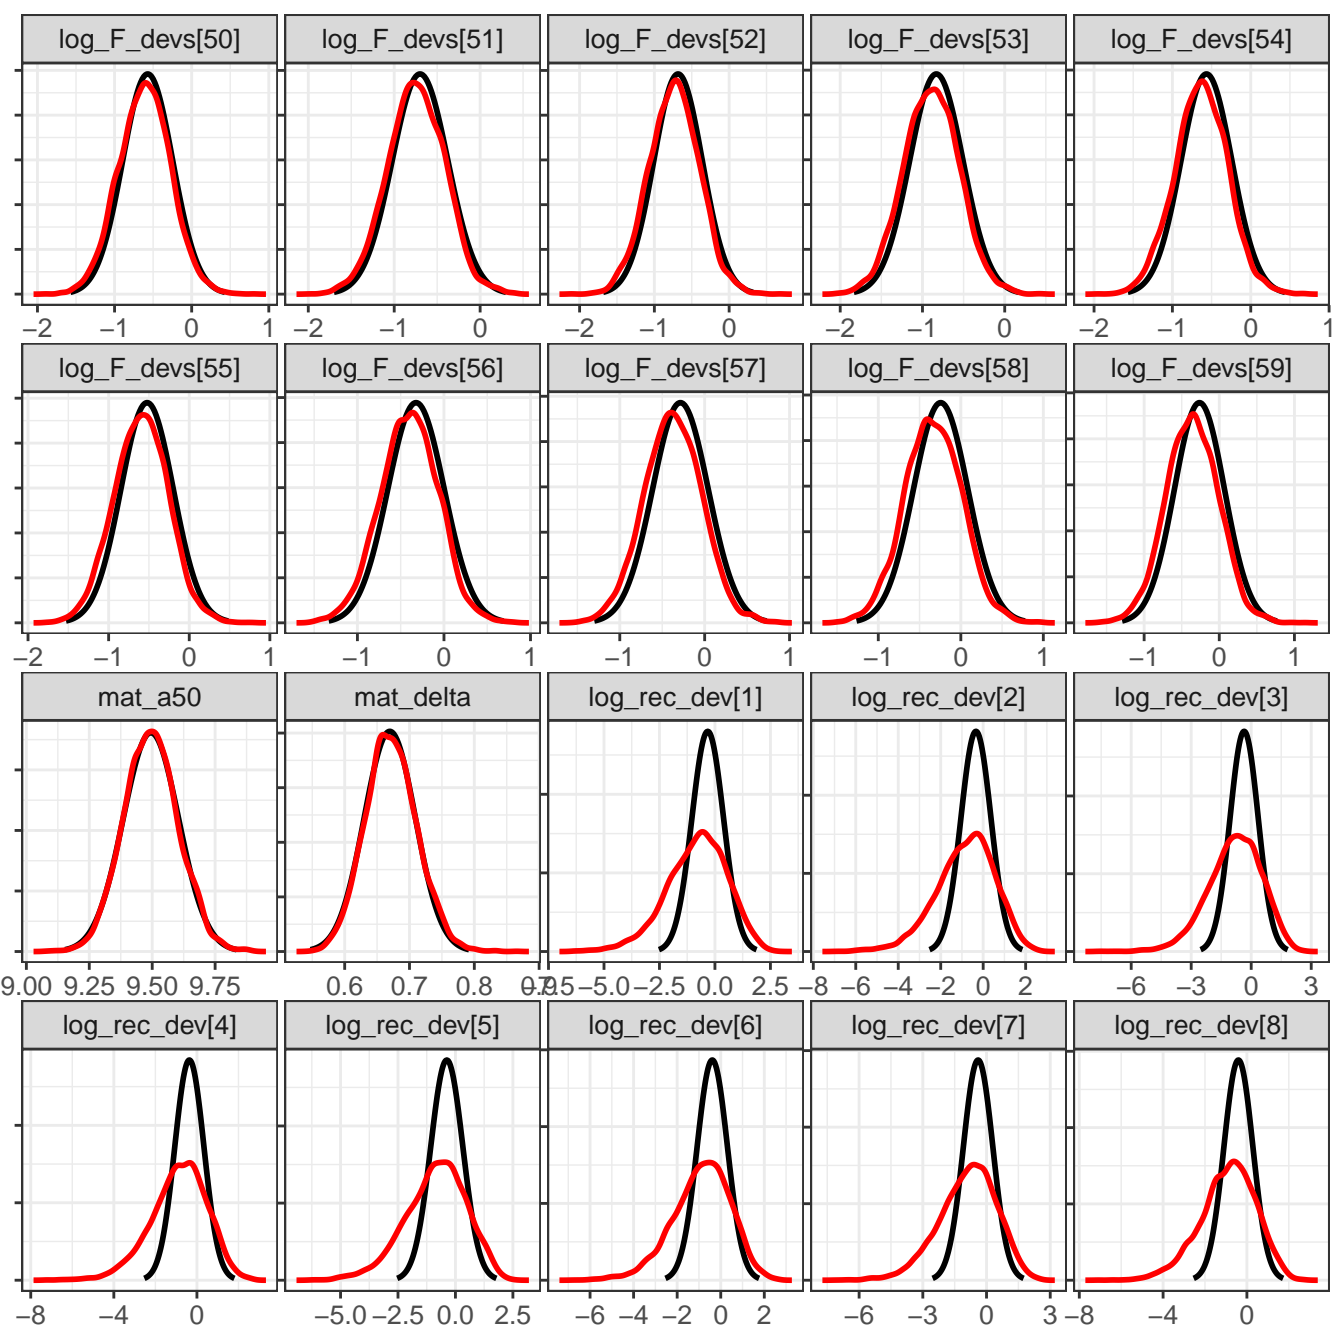 log_F_devs[50] log_F_devs[51] log_F_devs[52] log_F_devs[53] log_F_devs[54]
−2 −1 0 1 −2 −1 0 −2 −1 0 −2 −1 0 −2 −1 0 1
log_F_devs[55] log_F_devs[56] log_F_devs[57] log_F_devs[58] log_F_devs[59]
−2 −1 0 1 −1 0 1 −1 0 1 −1 0 1 −1 0 1
mat_a50 mat_delta log_rec_dev[1] log_rec_dev[2] log_rec_dev[3]
9.00 9.25 9.50 9.75 0.6 0.7 0.8 0.9 −7.5 −5.0 −2.5 0.0 2.5 −8 −6 −4 −2 0 2 −6 −3 0 3
log_rec_dev[4] log_rec_dev[5] log_rec_dev[6] log_rec_dev[7] log_rec_dev[8]
−8 −4 0 −5.0 −2.5 0.0 2.5 −6 −4 −2 0 2 −6 −3 0 3 −8 −4 0